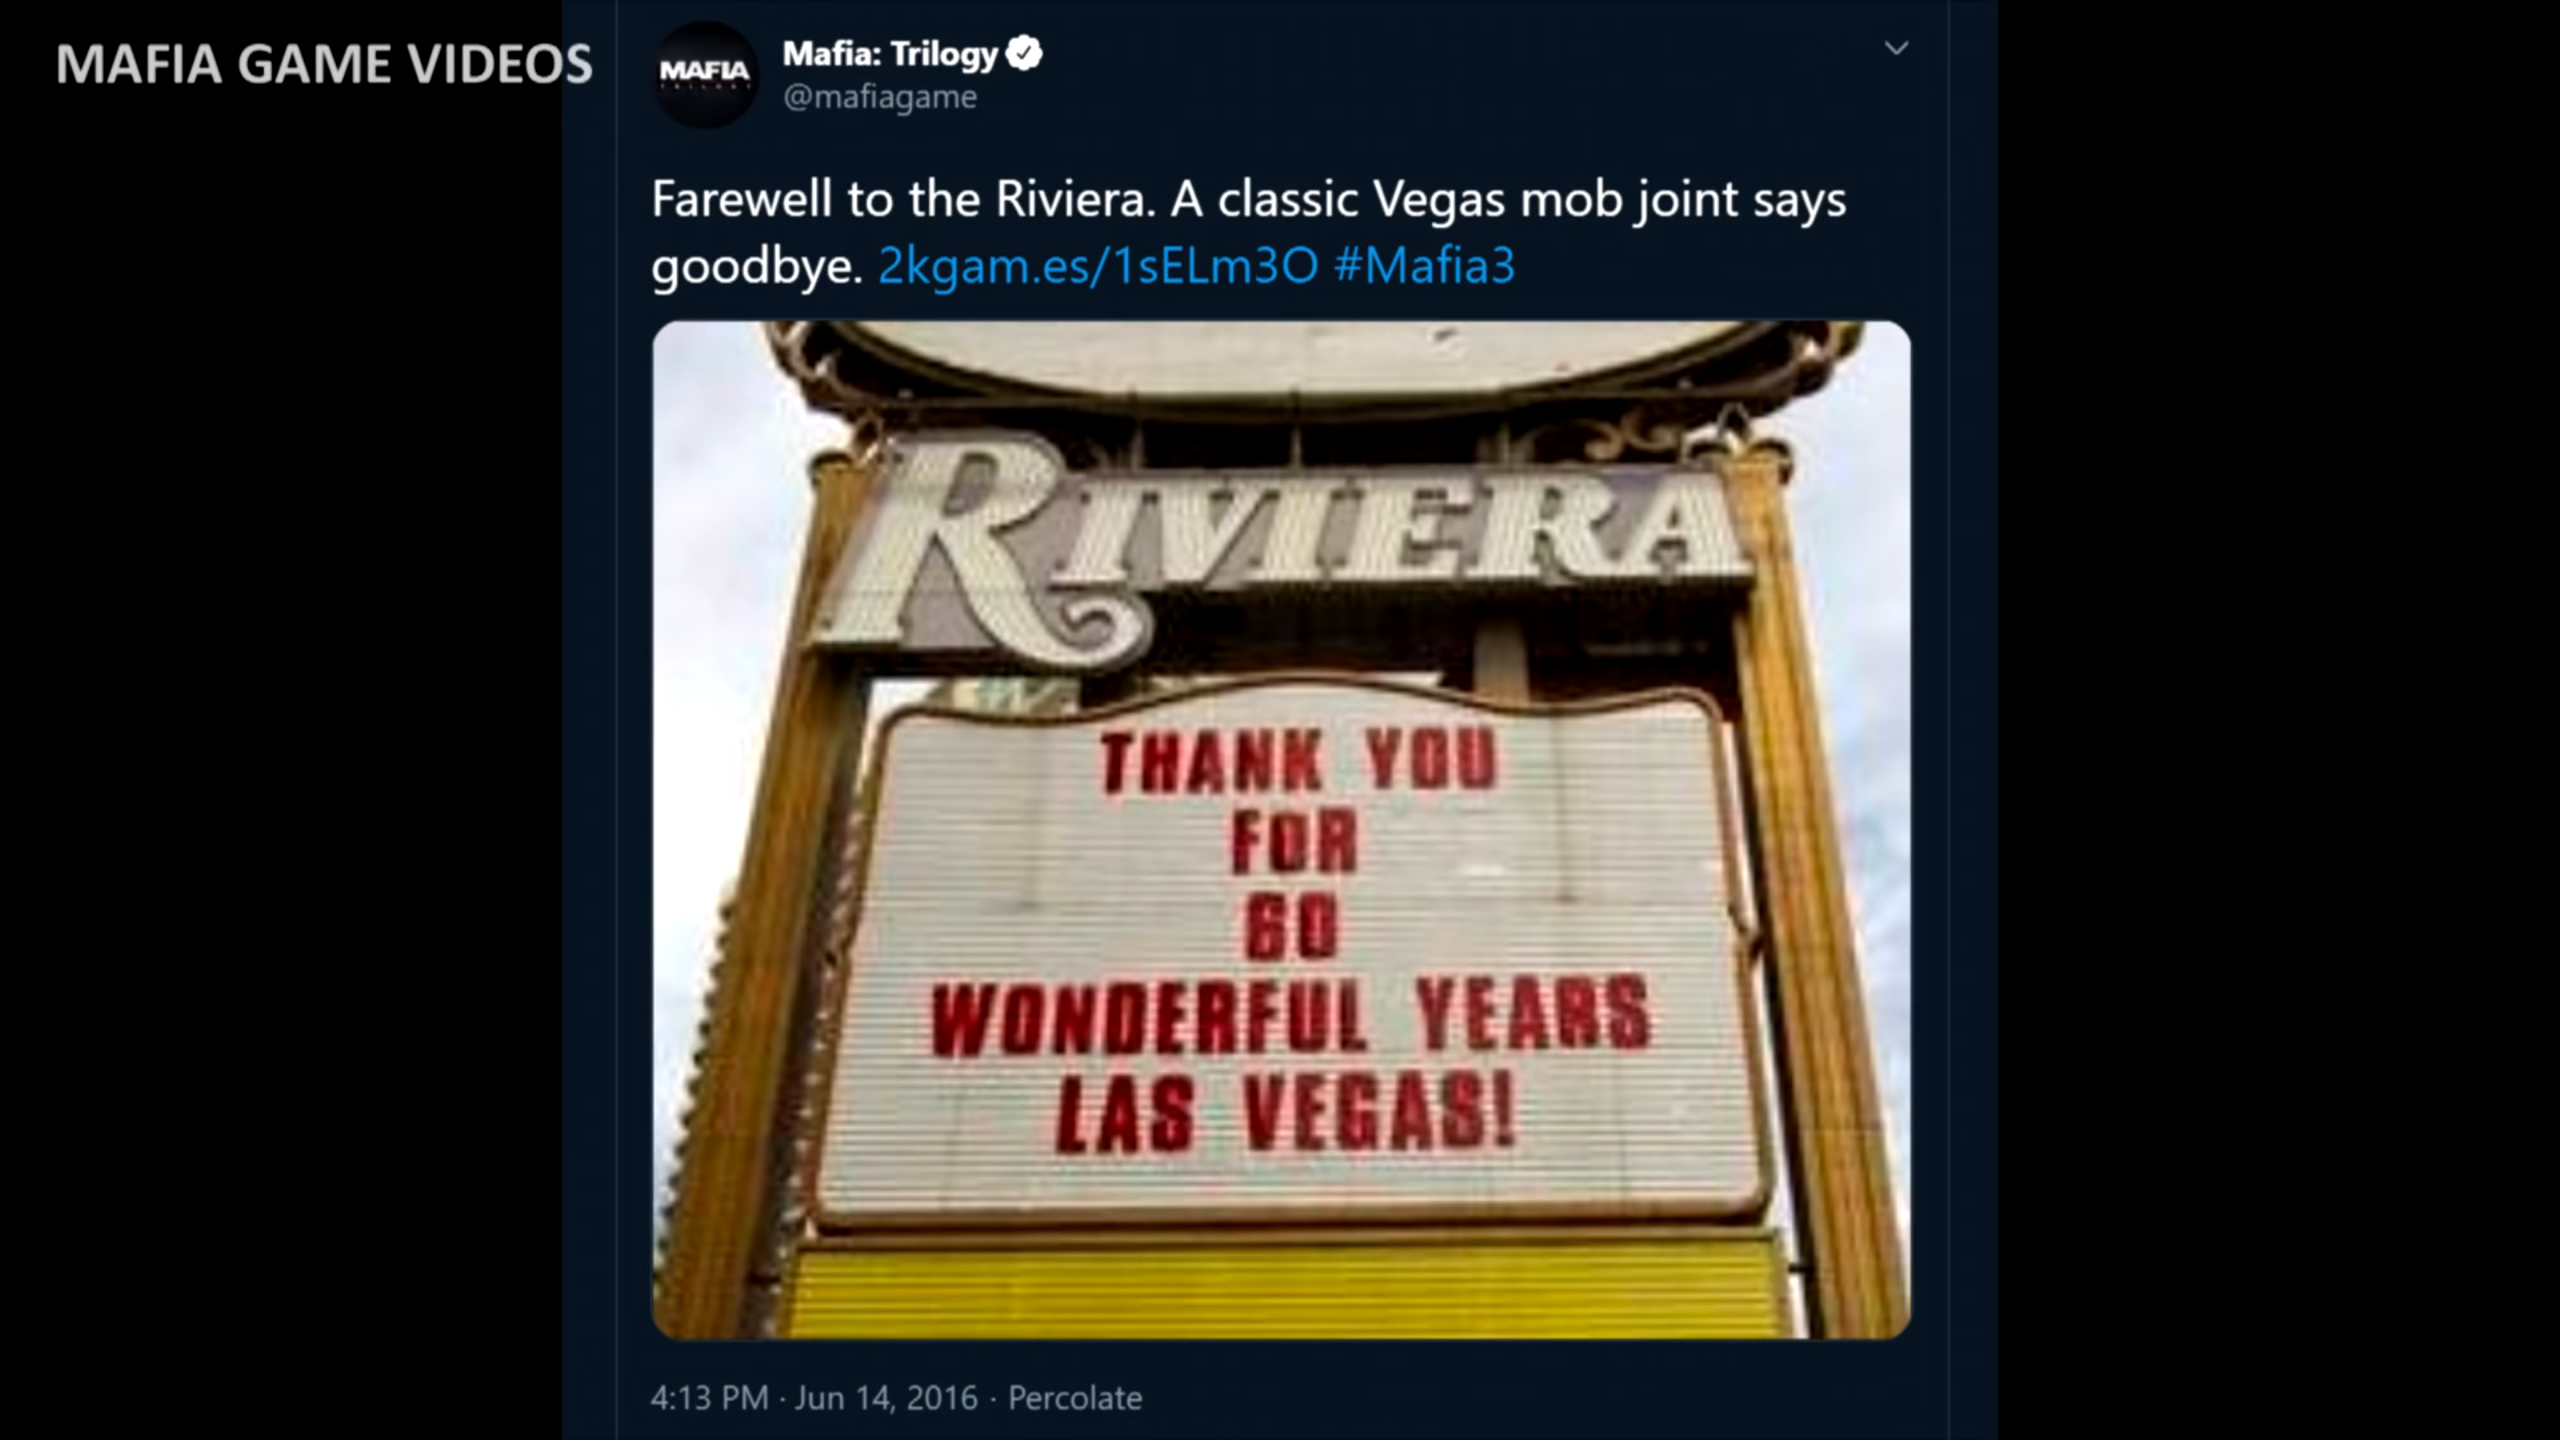 MAFIA GAME VIDEOS
MAFIA
TRILOGY
Mafia: Trilogy
@mafiagame
Farewell to the Riviera. A classic Vegas mob joint says
goodbye. 2kgam.es/1sELm3O #Mafia3
RIVIERA
THANK YOU
FOR
60
WONDERFUL YEARS
LAS VEGAS!
4:13 PM · Jun 14, 2016 · Percolate